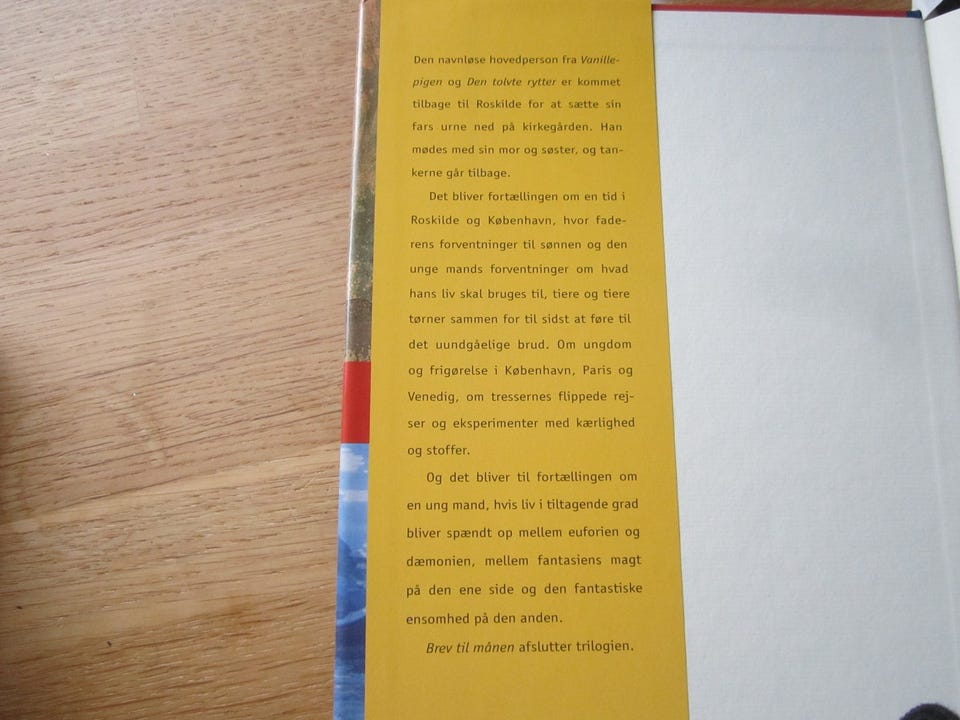 Den navnløse hovedperson fra Vanille-
pigen og Den tolvte rytter er kommet
tilbage til Roskilde for at sætte sin
fars urne ned på kirkegården. Han
mødes med sin mor og søster, og tan-
kerne går tilbage.
Det bliver fortællingen om en tid i
Roskilde og København, hvor fade-
rens forventninger til sønnen og den
unge mands forventninger om hvad
hans liv skal bruges til, tiere og tiere
tørner sammen for til sidst at føre til
det uundgåelige brud. Om ungdom
og frigørelse i København, Paris og
Venedig, om tressernes flippede rej-
ser og eksperimenter med kærlighed
og stoffer.
Og det bliver til fortællingen om
en ung mand, hvis liv i tiltagende grad
bliver spændt op mellem euforien og
dæmonien, mellem fantasiens magt
på den ene side og den fantastiske
ensomhed på den anden.
Brev til månen afslutter trilogien.